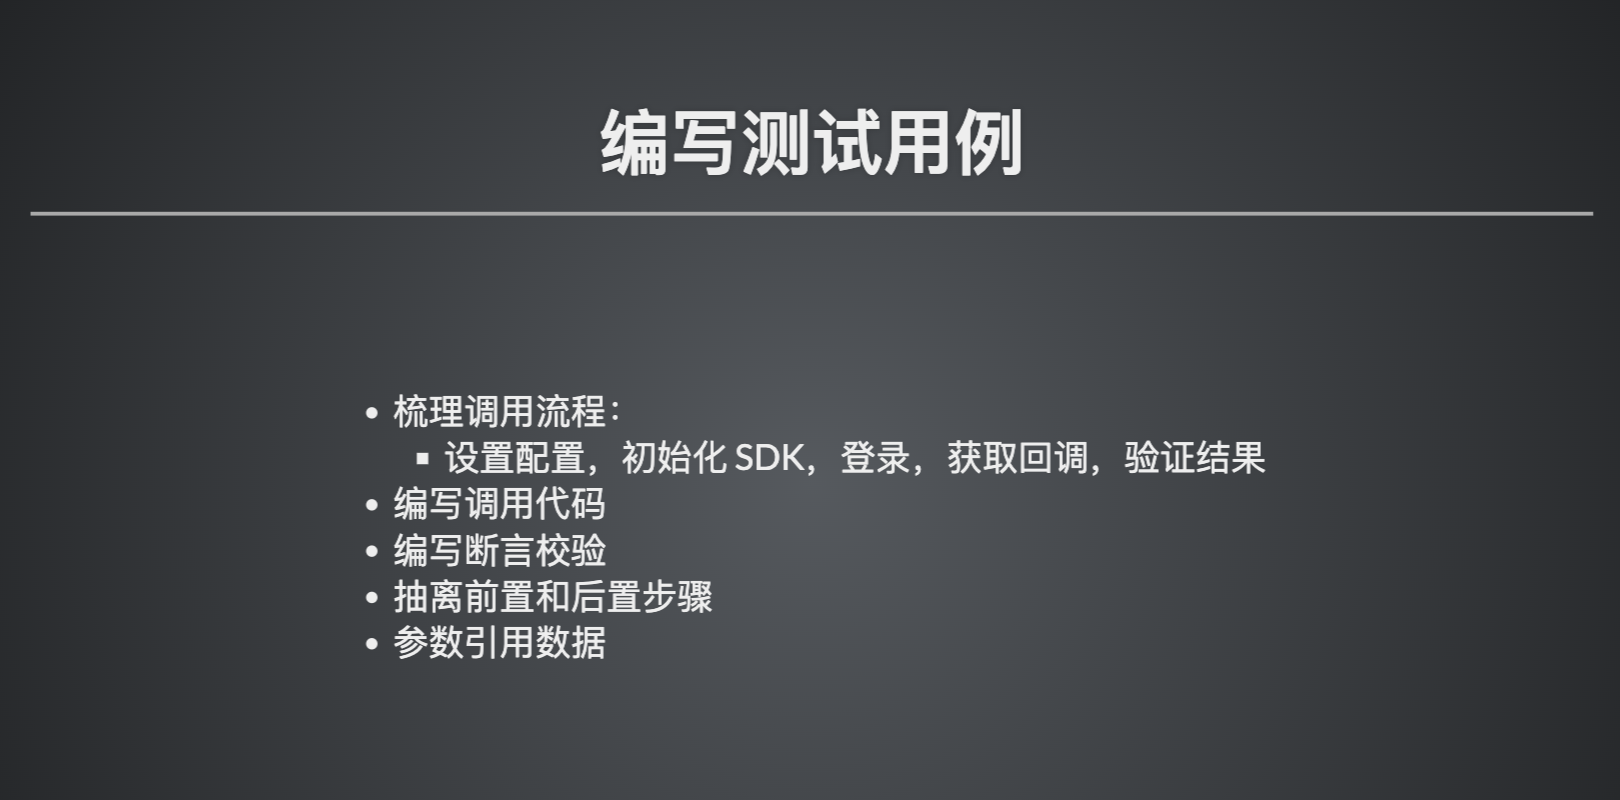 编写测试用例
梳理调用流程：
设置配置，初始化 SDK，登录，获取回调，验证结果
编写调用代码
编写断言校验
抽离前置和后置步骤
参数引用数据